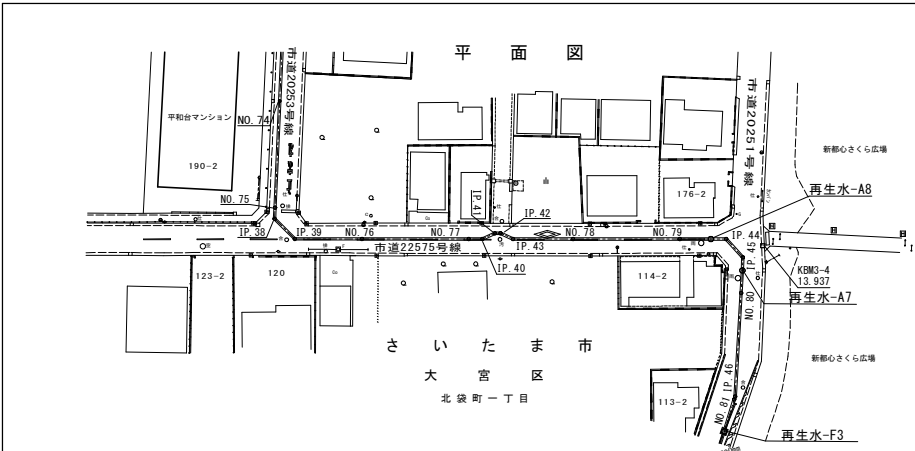 平面図
市道20253号線
市道20251号線
NO.74
平和台マンション
190-2
新都心さくら広場
NO.75
IP.41
IP.42
176-2
再生水-A8
IP.38
IP.39
NO.76
NO.77
IP.43
NO.78
NO.79
IP.44
IP.45
市道22575号線
IP.40
KBM3-4
13.937
123-2
120
114-2
再生水-A7
NO.80
さいたま市
大宮区
北袋町一丁目
新都心さくら広場
IP.46
NO.81
113-2
再生水-F3